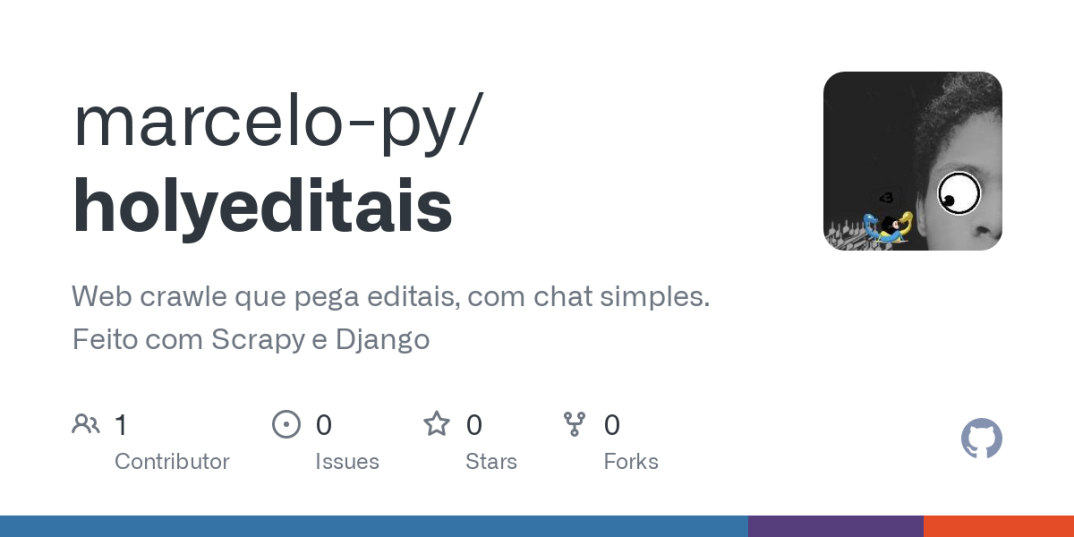 marcelo-py/
holyeditais
Web crawle que pega editais, com chat simples.
Feito com Scrapy e Django
1
Contributor
0
Issues
0
Stars
0
Forks